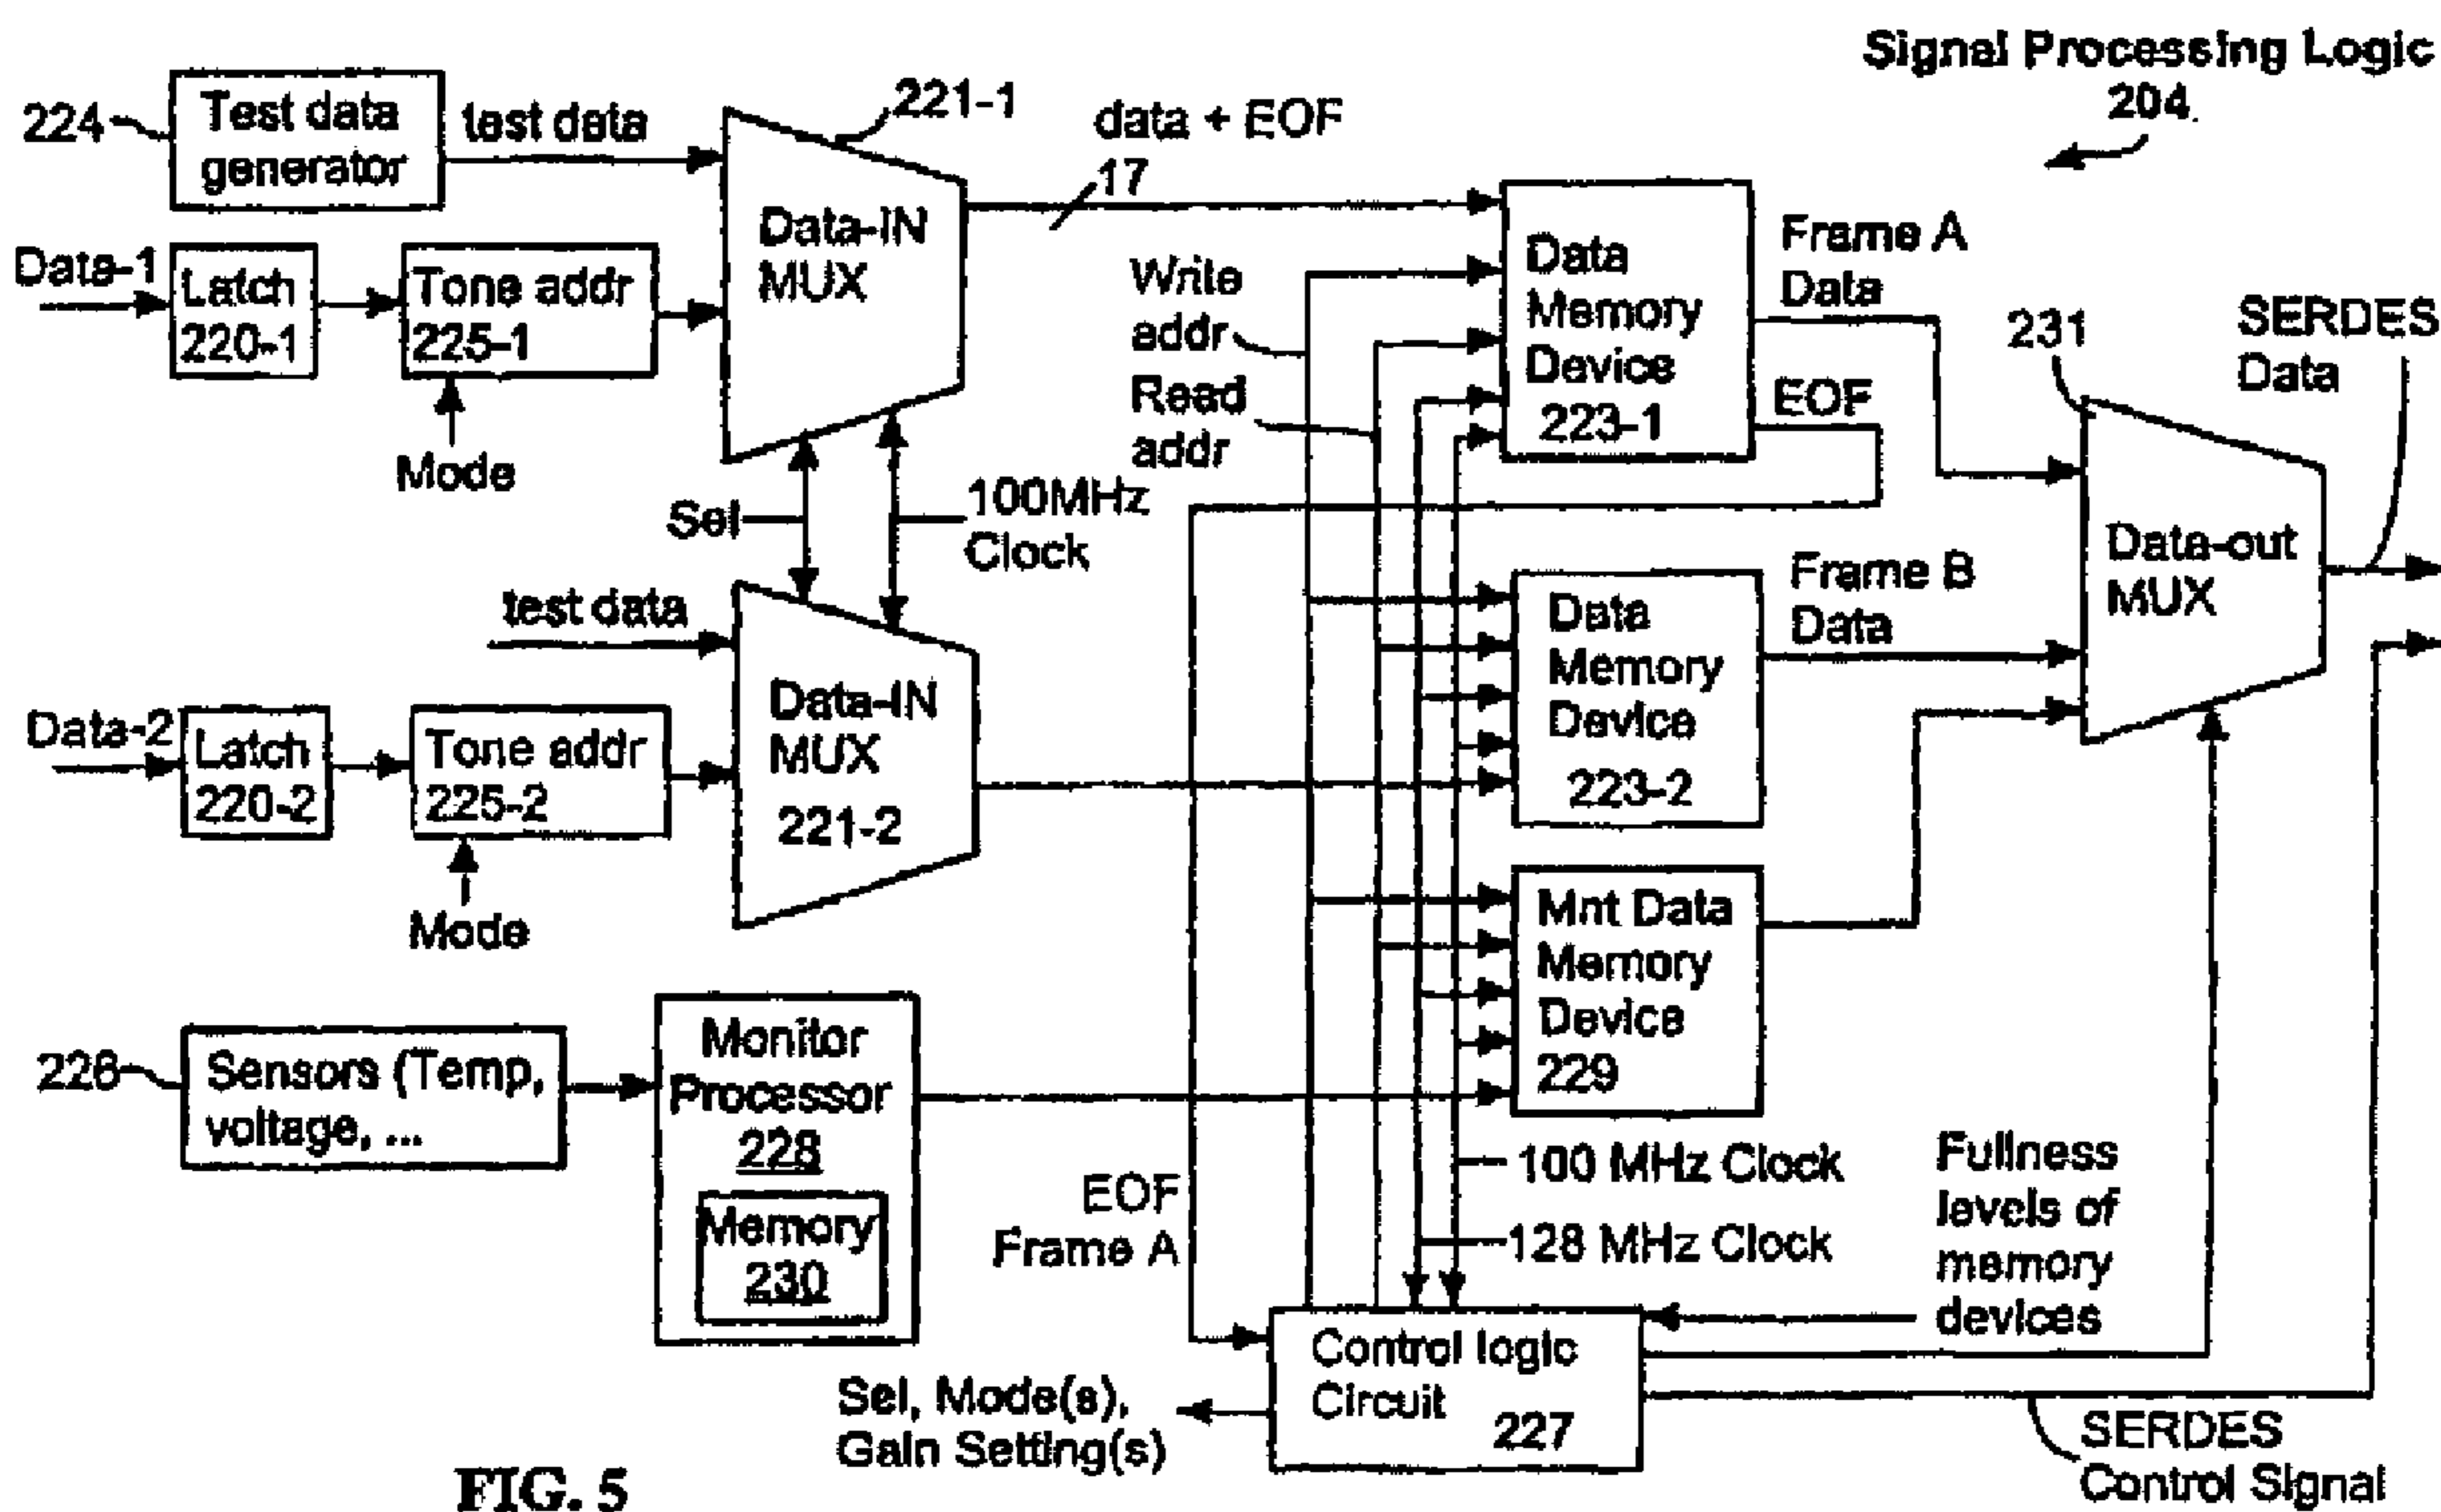 Signal Processing Logic
204
224
Test data
generator
test data
221-1
data + EOF
17
Data-IN
MUX
Data-1
Latch
220-1
Tone addr
225-1
Mode
Write
addr
Read
addr
Data
Memory
Device
223-1
Frame A
Data
EOF
231
SERDES
Data
Sel
100MHz
Clock
Data-out
MUX
test data
Data-IN
MUX
221-2
Data-2
Latch
220-2
Tone addr
225-2
Mode
Data
Memory
Device
223-2
Frame B
Data
Mnt Data
Memory
Device
229
226
Sensors (Temp,
voltage, ...
Monitor
Processor
228
Memory
230
EOF
Frame A
100 MHz Clock
128 MHz Clock
Fullness
levels of
memory
devices
Control logic
Circuit
227
Sel, Mode(s),
Gain Setting(s)
SERDES
Control Signal
FIG. 5